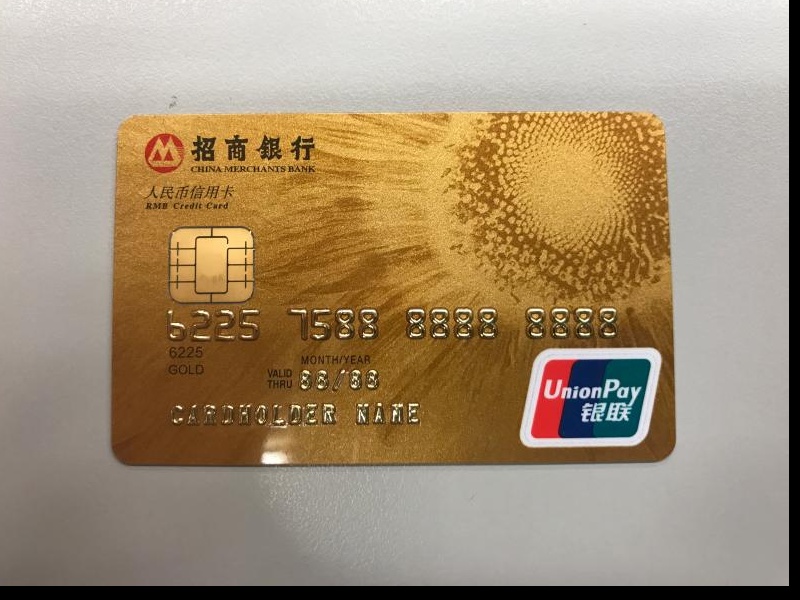 招商銀行
CHINA MERCHANTS BANK
人民币信用卡
RMB Credit Card
6225 7588 8888 8888
6225
GOLD
MONTH/YEAR
VALID THRU 88/88
CARDHOLDER NAME
UnionPay
银联